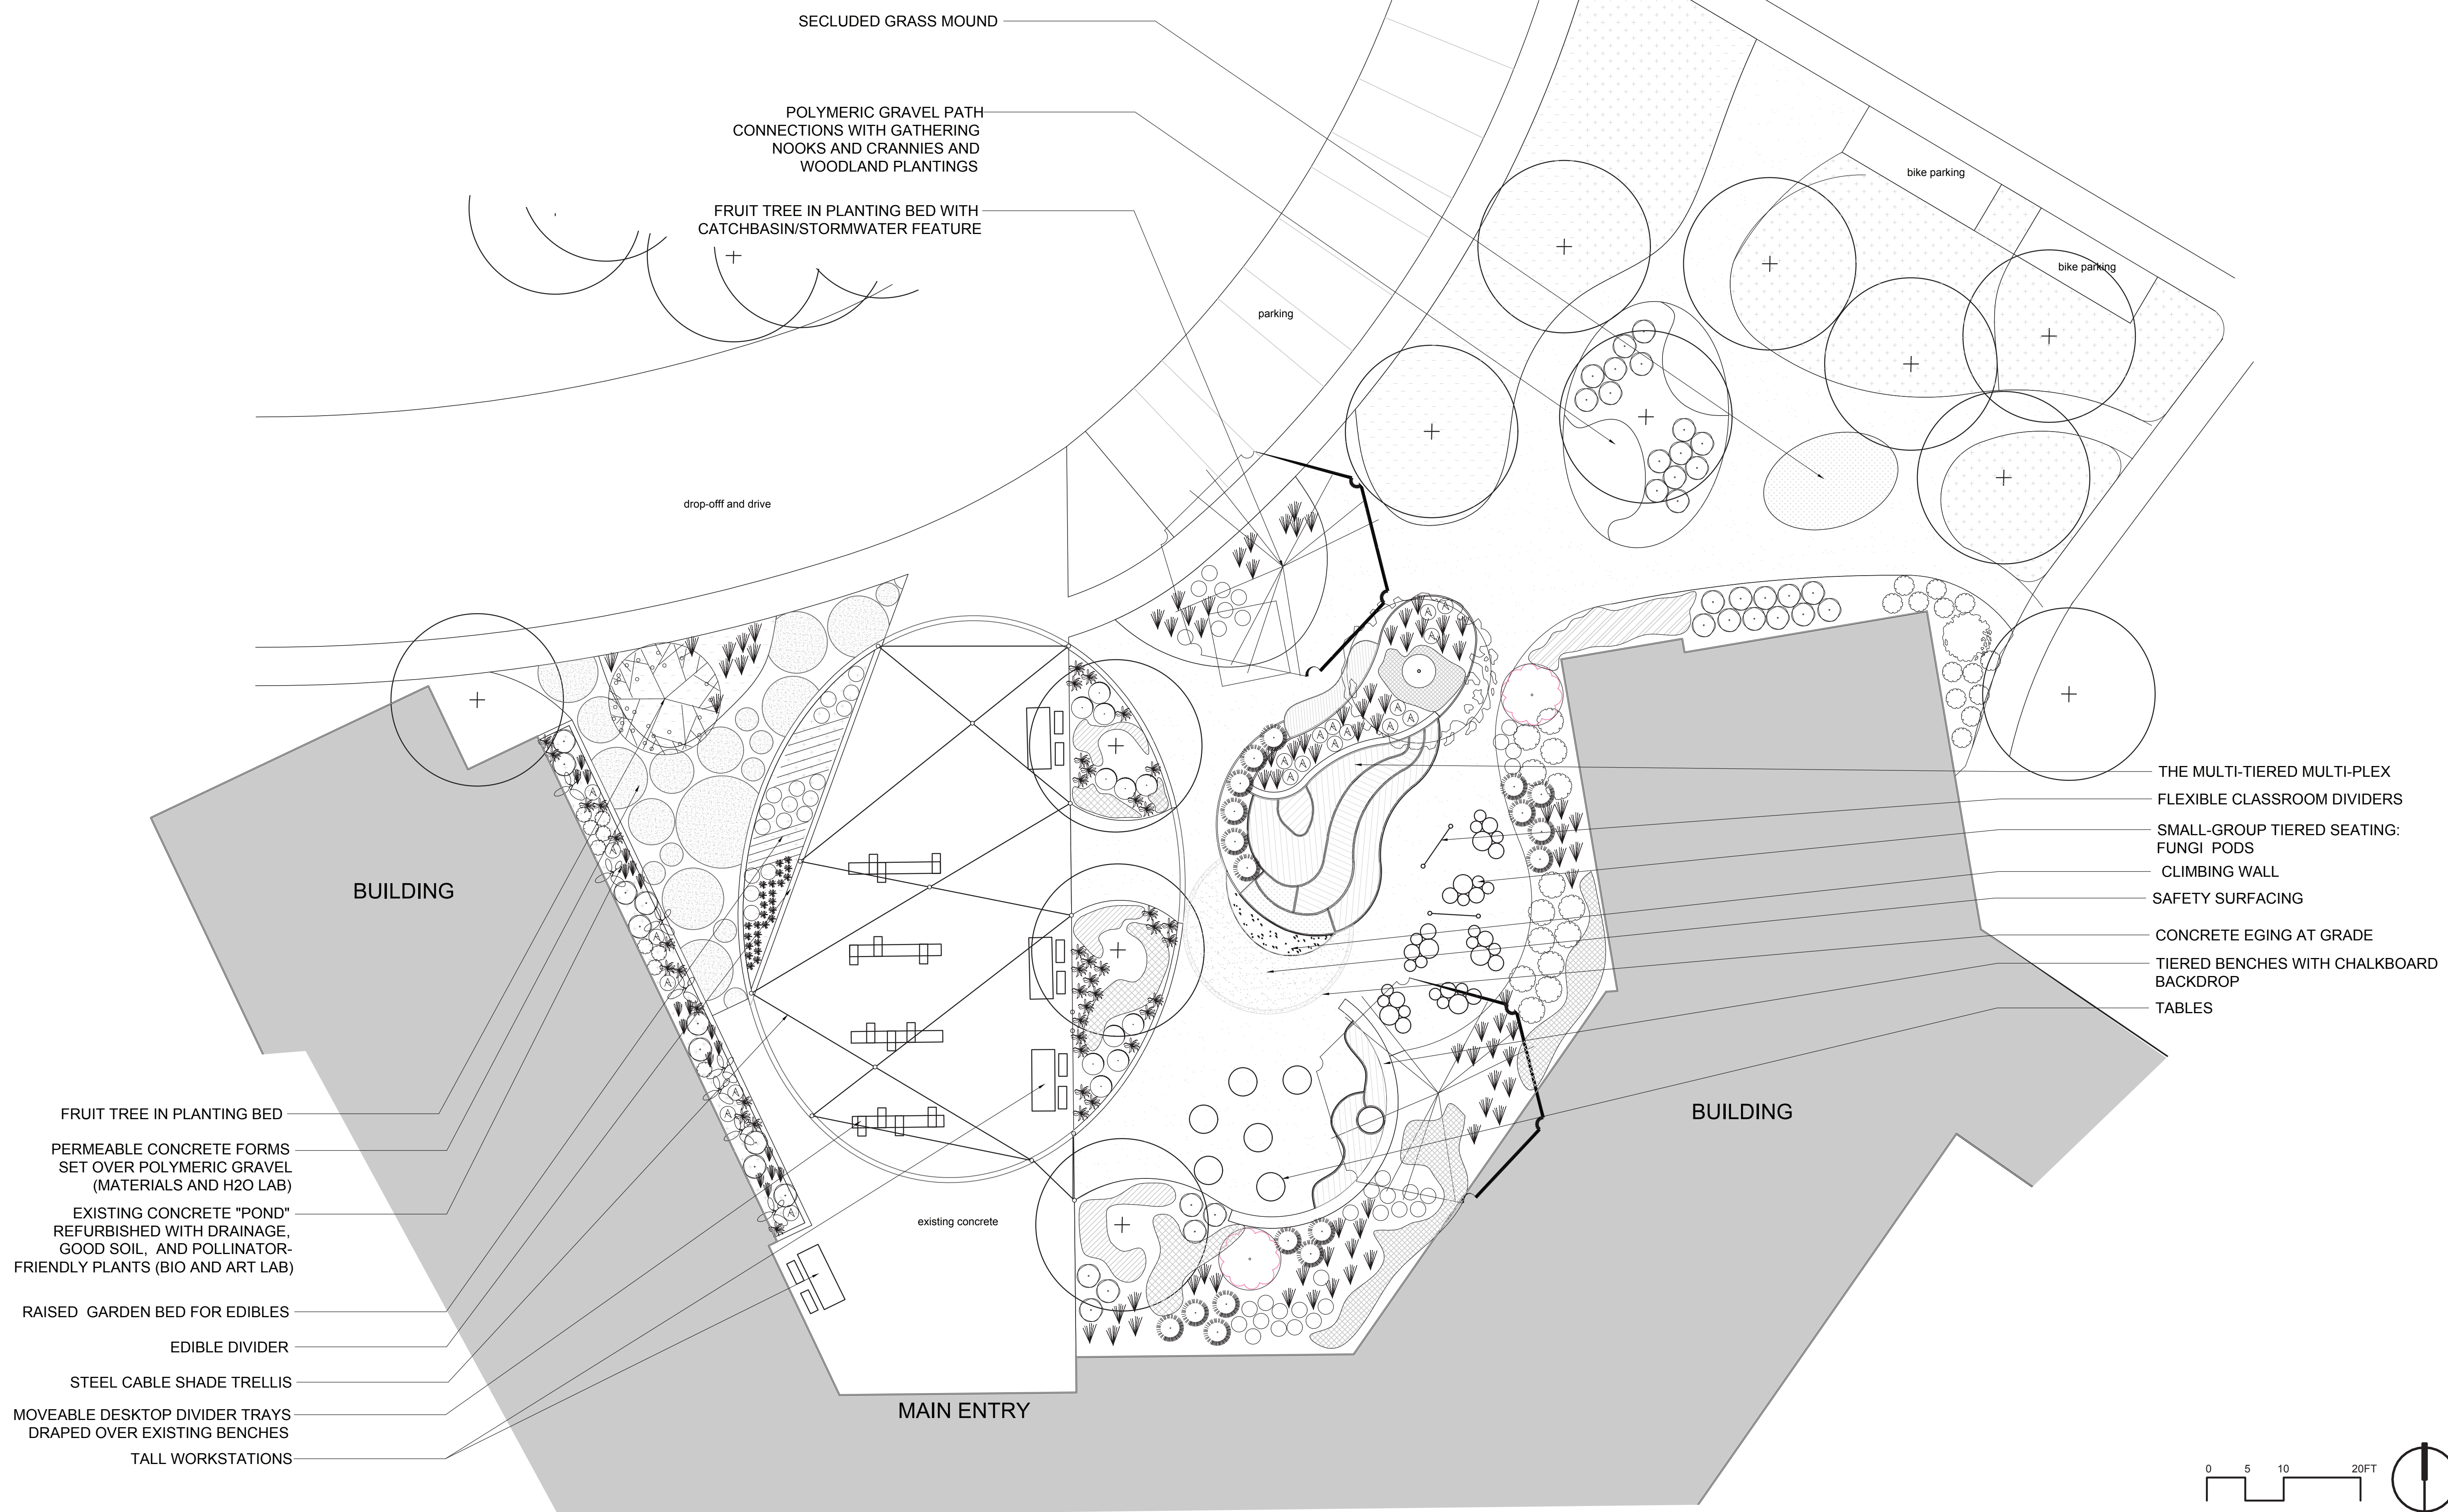 SECLUDED GRASS MOUND
POLYMERIC GRAVEL PATH
CONNECTIONS WITH GATHERING
NOOKS AND CRANNIES AND
WOODLAND PLANTINGS
FRUIT TREE IN PLANTING BED WITH
CATCHBASIN/STORMWATER FEATURE
bike parking
bike parking
parking
drop-offf and drive
THE MULTI-TIERED MULTI-PLEX
FLEXIBLE CLASSROOM DIVIDERS
SMALL-GROUP TIERED SEATING:
FUNGI PODS
CLIMBING WALL
SAFETY SURFACING
CONCRETE EGING AT GRADE
TIERED BENCHES WITH CHALKBOARD
BACKDROP
TABLES
BUILDING
BUILDING
FRUIT TREE IN PLANTING BED
PERMEABLE CONCRETE FORMS
SET OVER POLYMERIC GRAVEL
(MATERIALS AND H2O LAB)
EXISTING CONCRETE "POND"
REFURBISHED WITH DRAINAGE,
GOOD SOIL, AND POLLINATOR-
FRIENDLY PLANTS (BIO AND ART LAB)
RAISED GARDEN BED FOR EDIBLES
EDIBLE DIVIDER
STEEL CABLE SHADE TRELLIS
MOVEABLE DESKTOP DIVIDER TRAYS
DRAPED OVER EXISTING BENCHES
TALL WORKSTATIONS
existing concrete
MAIN ENTRY
0 5 10 20FT